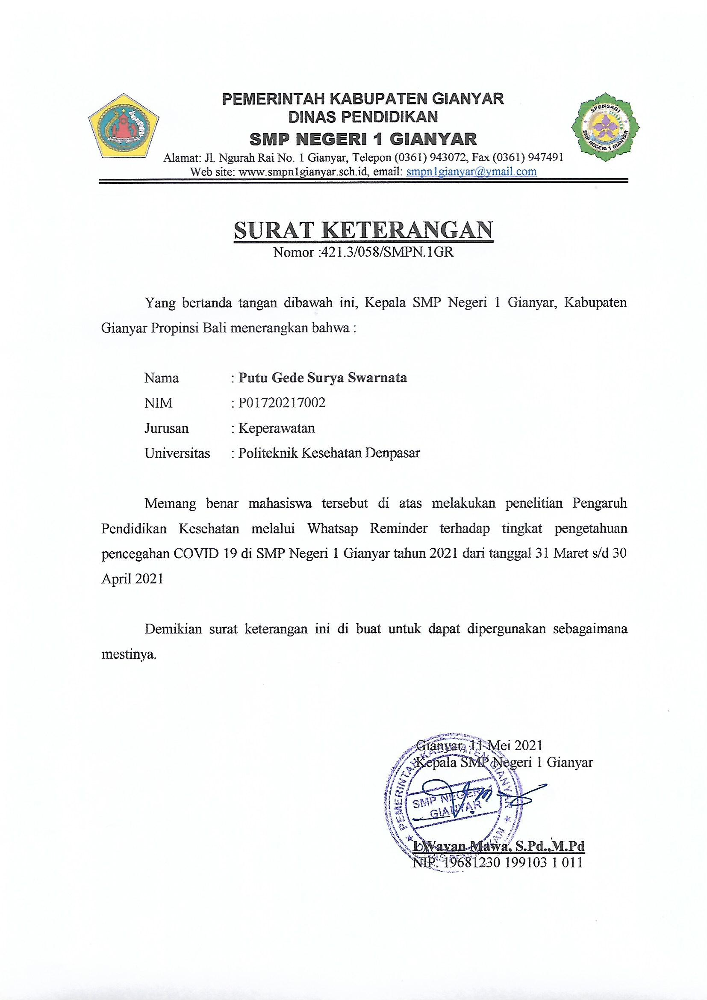 PEMERINTAH KABUPATEN GIANYAR
DINAS PENDIDIKAN
SMP NEGERI 1 GIANYAR
Alamat: Jl. Ngurah Rai No. 1 Gianyar, Telepon (0361) 943072, Fax (0361) 947491
Web site: www.smpn1gianyar.sch.id, email: smpn1gianyar@ymail.com
SPENSAGI
SMP NEGERI 1 GIANYAR
SURAT KETERANGAN
Nomor :421.3/058/SMPN.1GR
Yang bertanda tangan dibawah ini, Kepala SMP Negeri 1 Gianyar, Kabupaten
Gianyar Propinsi Bali menerangkan bahwa :
Nama : Putu Gede Surya Swarnata
NIM : P01720217002
Jurusan : Keperawatan
Universitas : Politeknik Kesehatan Denpasar
Memang benar mahasiswa tersebut di atas melakukan penelitian Pengaruh
Pendidikan Kesehatan melalui Whatsap Reminder terhadap tingkat pengetahuan
pencegahan COVID 19 di SMP Negeri 1 Gianyar tahun 2021 dari tanggal 31 Maret s/d 30
April 2021
Demikian surat keterangan ini di buat untuk dapat dipergunakan sebagaimana
mestinya.
Gianyar, 11 Mei 2021
Kepala SMP Negeri 1 Gianyar
PEMERINTAH KABUPATEN GIANYAR
SMP NEGERI 1
GIANYAR
I Wayan Mawa, S.Pd.,M.Pd
NIP. 19681230 199103 1 011